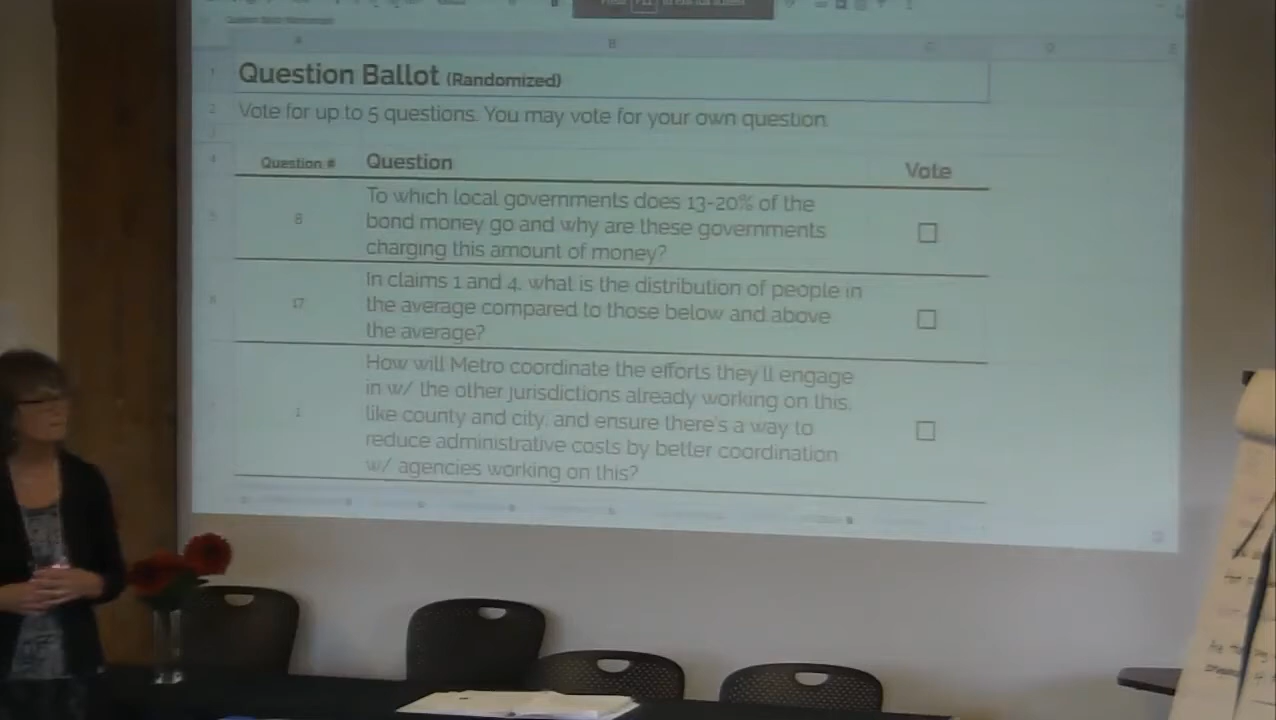 A
B
C
D
E
1
Question Ballot (Randomized)
2
Vote for up to 5 questions. You may vote for your own question.
4
Question #
Question
Vote
5
8
To which local governments does 13-20% of the
bond money go and why are these governments
charging this amount of money?
6
17
In claims 1 and 4, what is the distribution of people in
the average compared to those below and above
the average?
1
How will Metro coordinate the efforts they'll engage
in w/ the other jurisdictions already working on this,
like county and city, and ensure there's a way to
reduce administrative costs by better coordination
w/ agencies working on this?